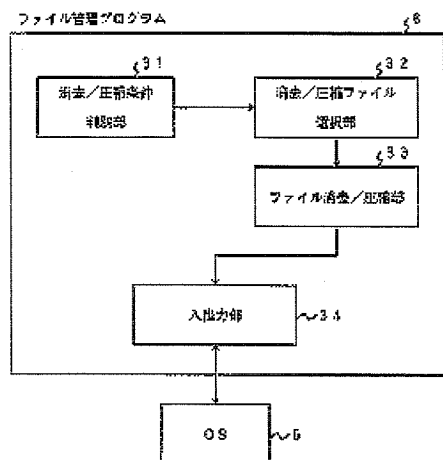 ファイル管理プログラム
6
31
消去／圧縮条件
判断部
32
消去／圧縮ファイル
選択部
33
ファイル消去／圧縮部
入出力部
34
OS
5